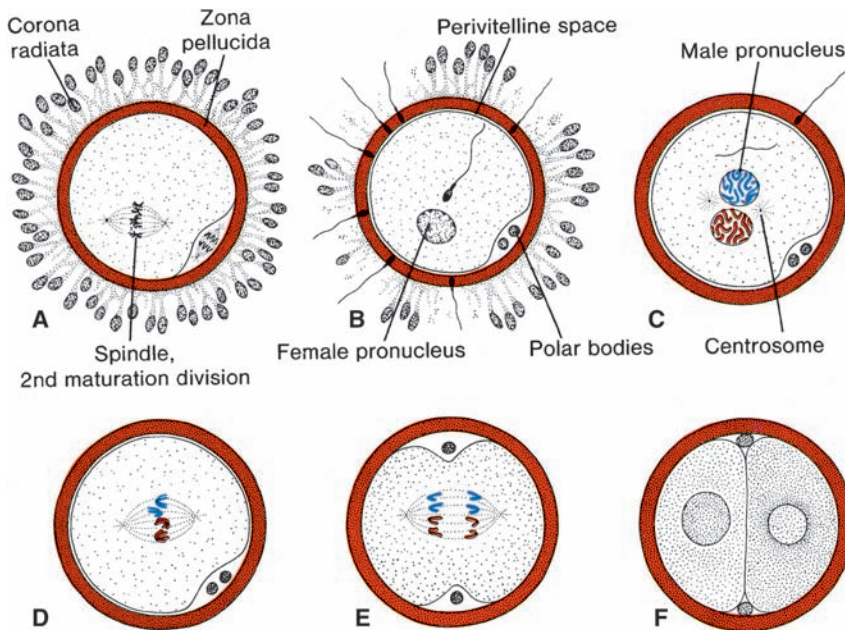 Corona
radiata
Zona
pellucida
Perivitelline space
Male pronucleus
A
B
C
Spindle,
2nd maturation division
Female pronucleus
Polar bodies
Centrosome
D
E
F